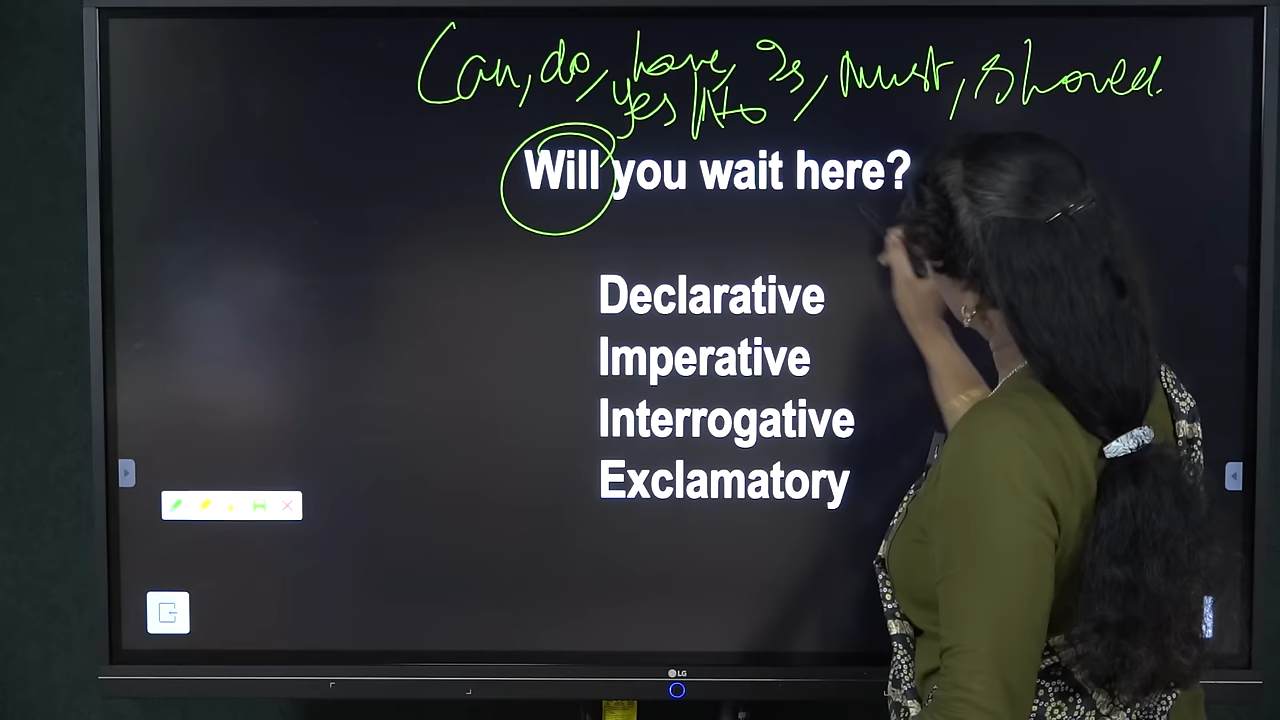 Can, do, have, Is, must, should.
yes/No
Will you wait here?
Declarative
Imperative
Interrogative
Exclamatory
LG